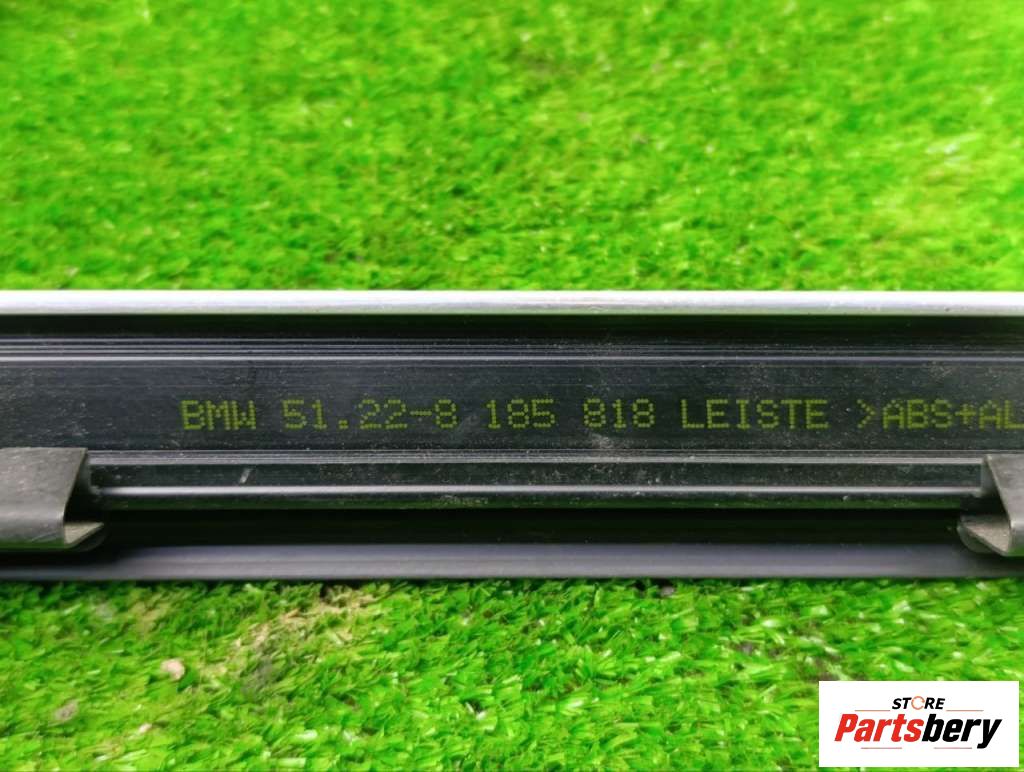 BMW 51.22-8 185 818 LEISTE >ABS+AL
STORE
Partsbery